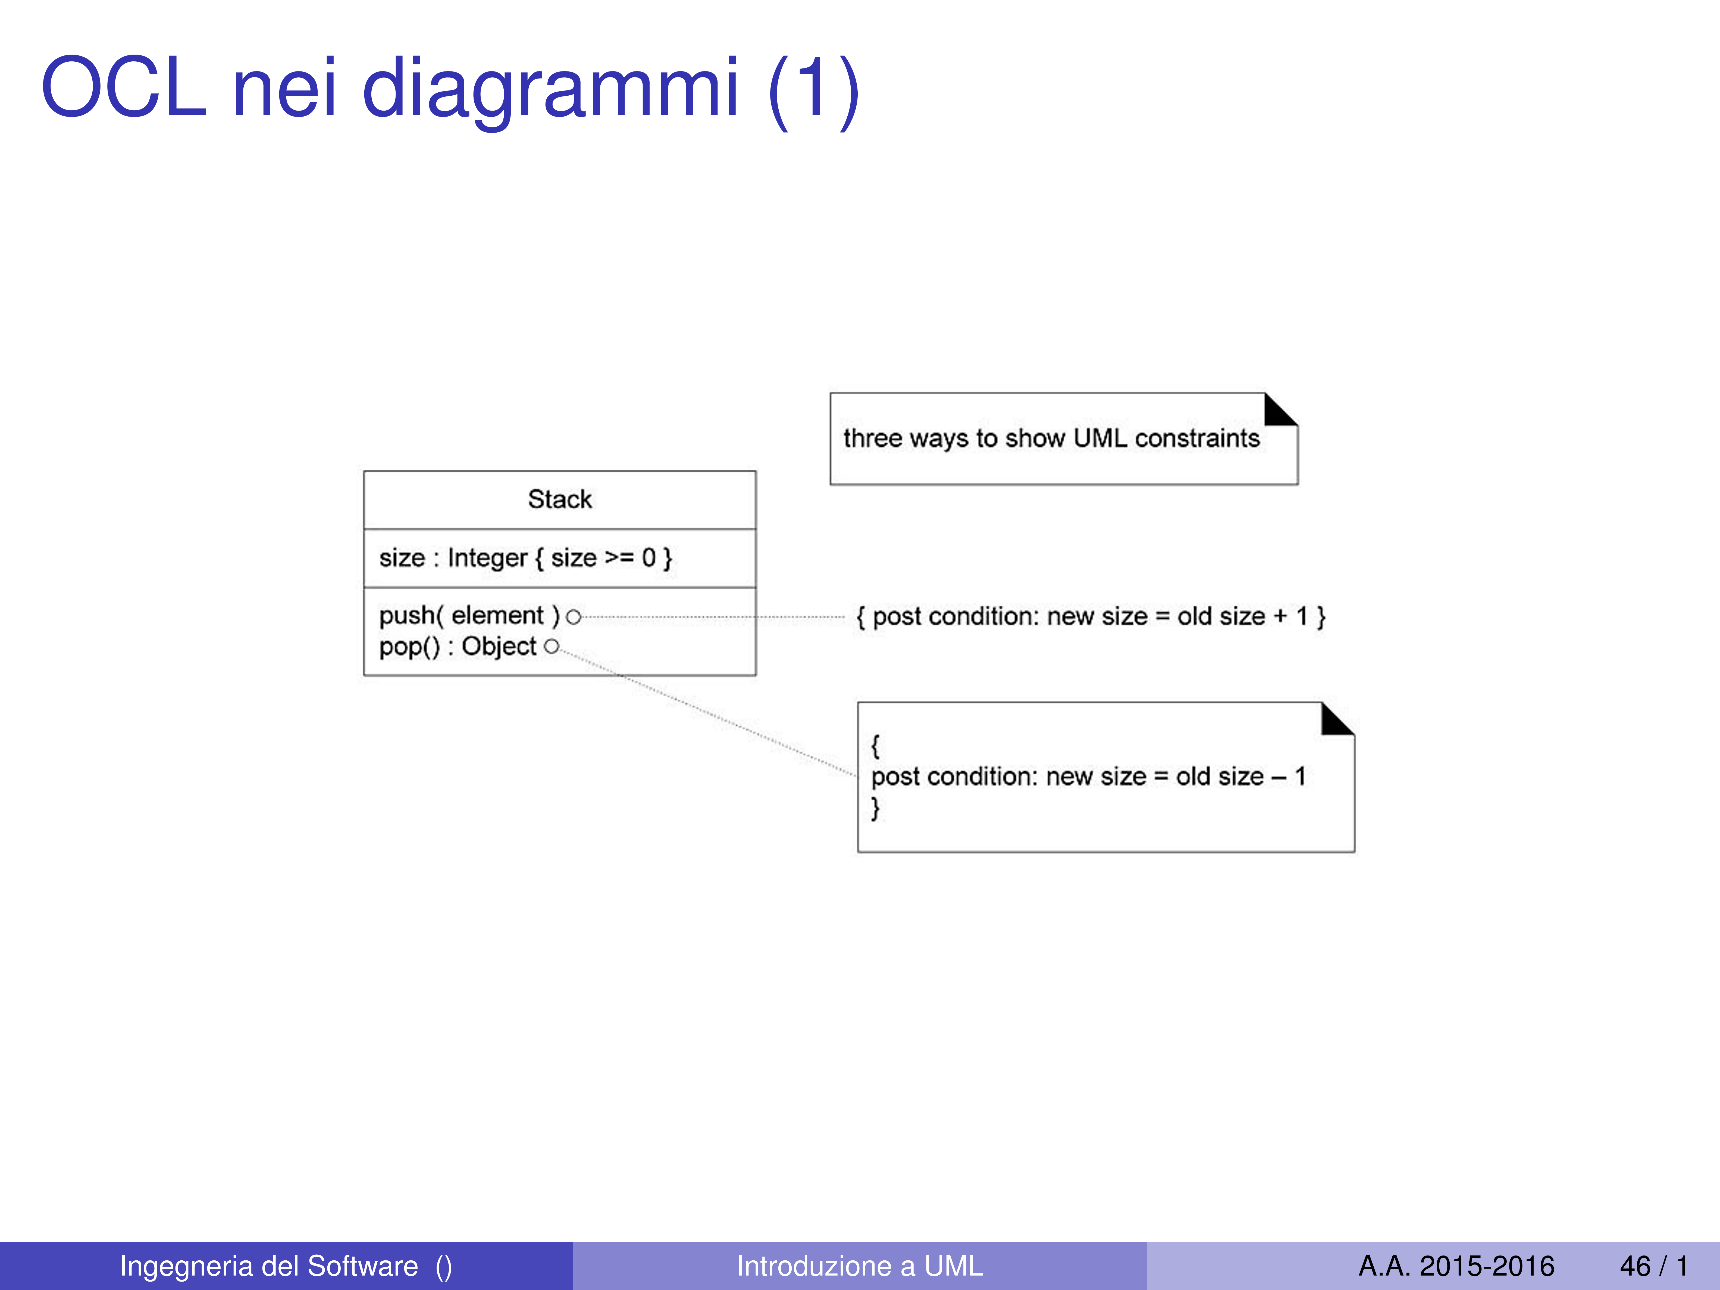 OCL nei diagrammi (1)
three ways to show UML constraints
Stack
size : Integer { size >= 0 }
push( element )
{ post condition: new size = old size + 1 }
pop() : Object
{
post condition: new size = old size – 1
}
Ingegneria del Software ()
Introduzione a UML
A.A. 2015-2016
46 / 1